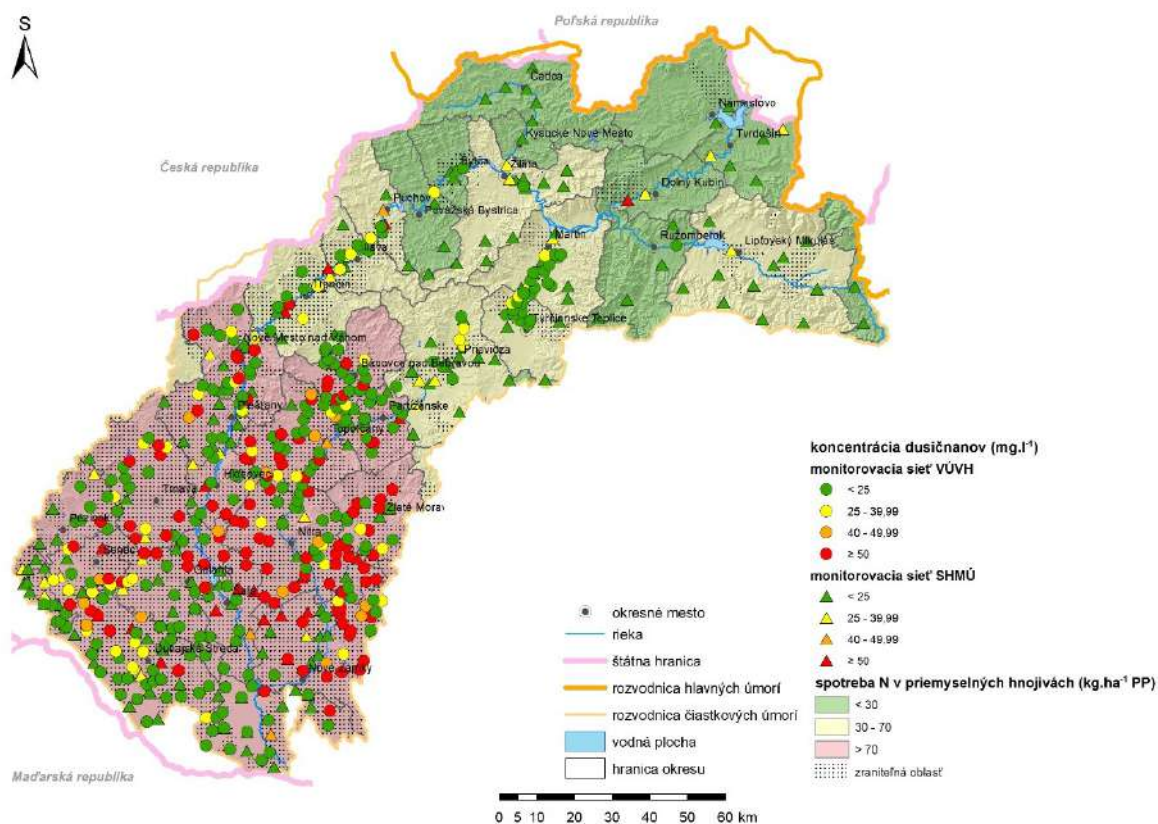 S
Poľská republika
Čadca
Námestovo
Tvrdošín
Kysucké Nové Mesto
Česká republika
Bytča
Žilina
Dolný Kubín
Púchov
Považská Bystrica
Ružomberok
Martin
Liptovský Mikuláš
Ilava
Trenčín
Turčianske Teplice
Nové Mesto nad Váhom
Prievidza
Bánovce nad Bebravou
Piešťany
Partizánske
Topoľčany
Hlohovec
Trnava
Zlaté Morav
Pezinok
Nitra
Senec
Galanta
Dunajská Streda
Nové Zámky
Maďarská republika
koncentrácia dusičnanov (mg.l⁻¹)
monitorovacia sieť VÚVH
< 25
25 - 39,99
40 - 49,99
≥ 50
monitorovacia sieť SHMÚ
< 25
25 - 39,99
40 - 49,99
≥ 50
spotreba N v priemyselných hnojivách (kg.ha⁻¹ PP)
< 30
30 - 70
> 70
zraniteľná oblasť
okresné mesto
rieka
štátna hranica
rozvodnica hlavných úmorí
rozvodnica čiastkových úmorí
vodná plocha
hranica okresu
0 5 10 20 30 40 50 60 km